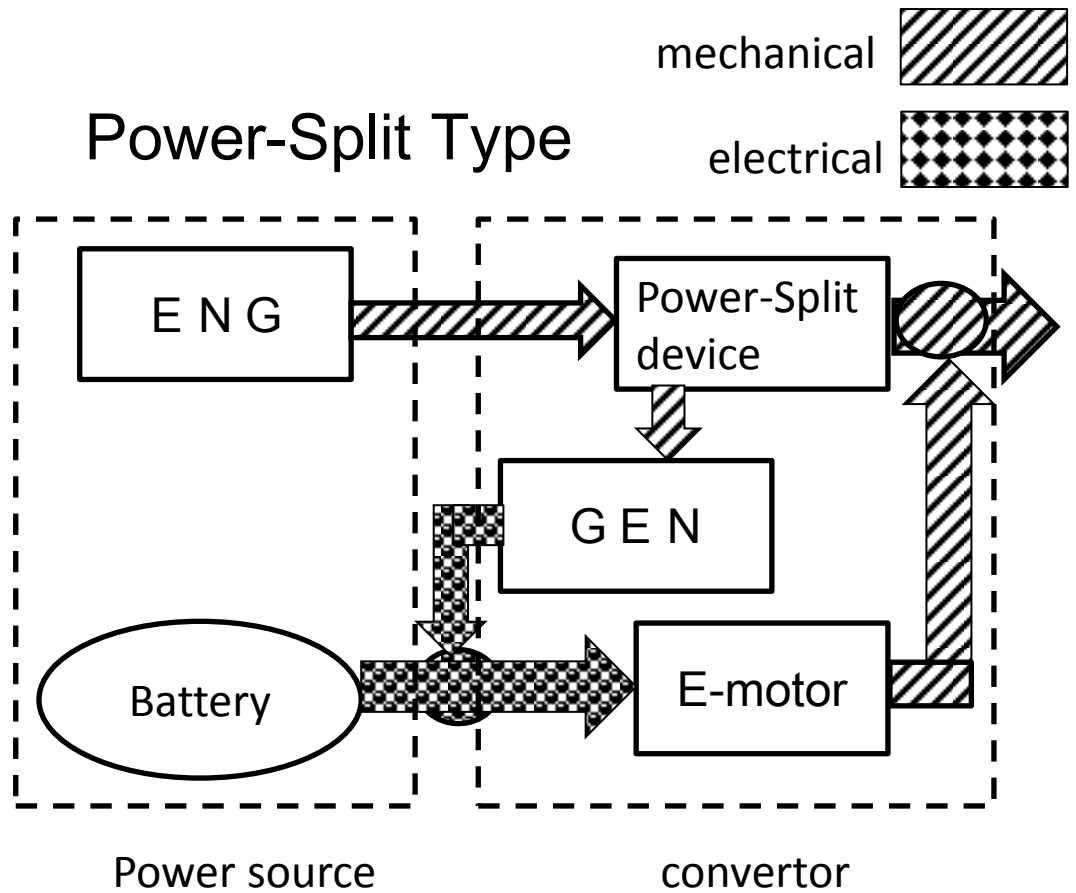 mechanical
Power-Split Type
electrical
E N G
Power-Split
device
G E N
Battery
E-motor
Power source
convertor